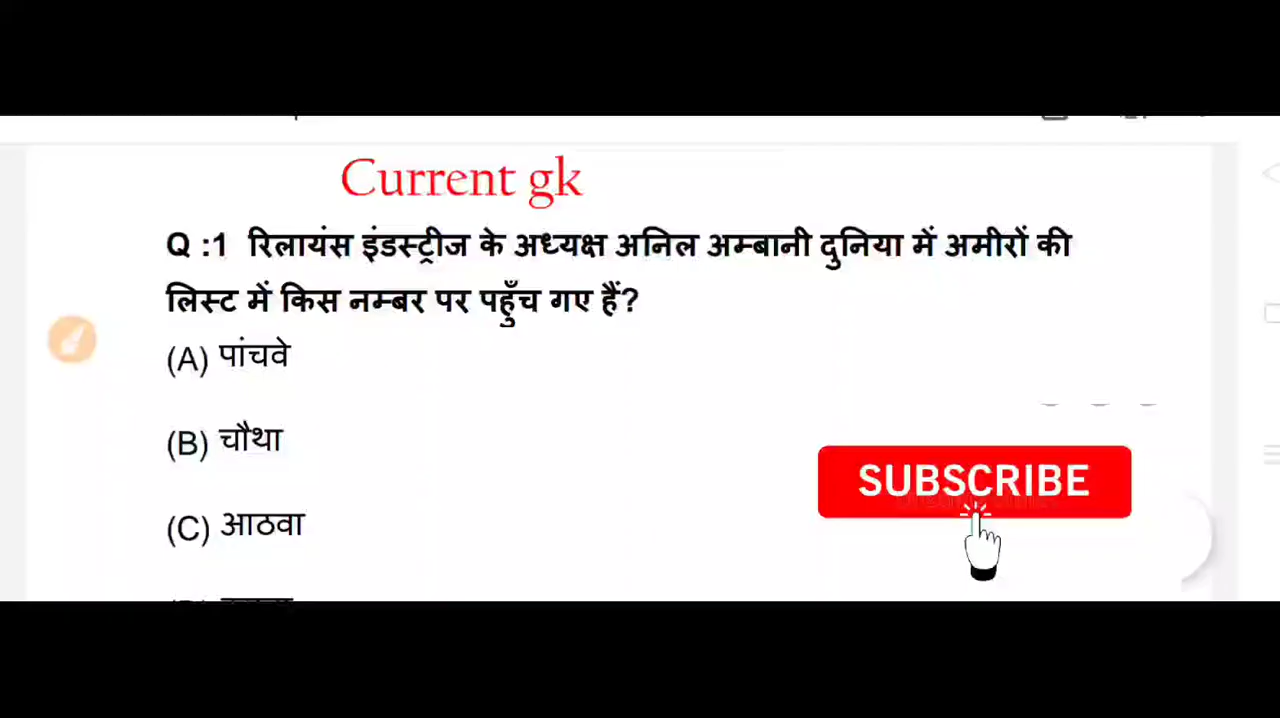 Current gk
Q :1 रिलायंस इंडस्ट्रीज के अध्यक्ष अनिल अम्बानी दुनिया में अमीरों की
लिस्ट में किस नम्बर पर पहुँच गए हैं?
(A) पांचवे
(B) चौथा
(C) आठवा
SUBSCRIBE